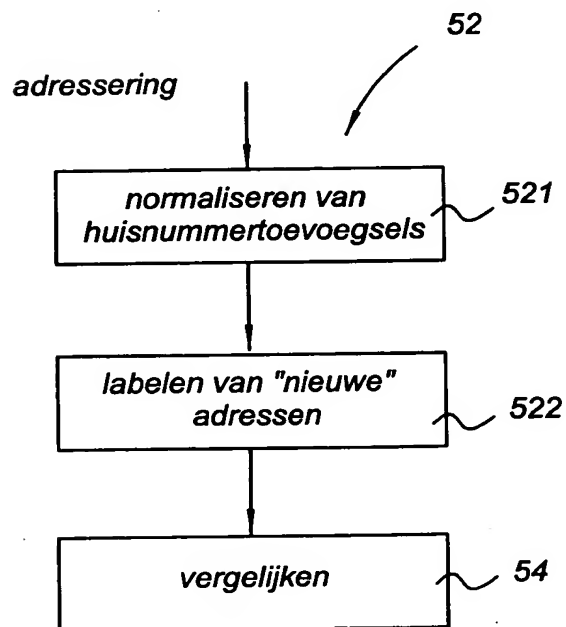 52
adressering
normaliseren van
huisnummertoevoegsels
521
labelen van "nieuwe"
adressen
522
vergelijken
54